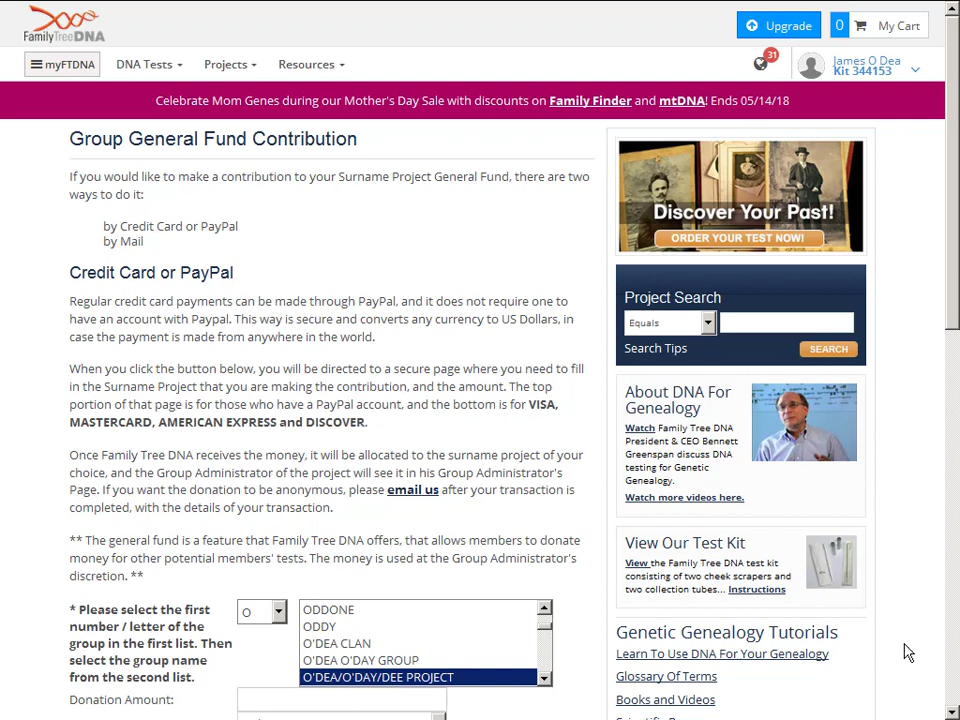 FamilyTreeDNA
Upgrade
0
My Cart
myFTDNA
DNA Tests
Projects
Resources
31
James O Dea
Kit 344153
Celebrate Mom Genes during our Mother's Day Sale with discounts on Family Finder and mtDNA! Ends 05/14/18
Group General Fund Contribution
If you would like to make a contribution to your Surname Project General Fund, there are two
ways to do it:
by Credit Card or PayPal
by Mail
Credit Card or PayPal
Regular credit card payments can be made through PayPal, and it does not require one to
have an account with Paypal. This way is secure and converts any currency to US Dollars, in
case the payment is made from anywhere in the world.
When you click the button below, you will be directed to a secure page where you need to fill
in the Surname Project that you are making the contribution, and the amount. The top
portion of that page is for those who have a PayPal account, and the bottom is for VISA,
MASTERCARD, AMERICAN EXPRESS and DISCOVER.
Once Family Tree DNA receives the money, it will be allocated to the surname project of your
choice, and the Group Administrator of the project will see it in his Group Administrator's
Page. If you want the donation to be anonymous, please email us after your transaction is
completed, with the details of your transaction.
** The general fund is a feature that Family Tree DNA offers, that allows members to donate
money for other potential members' tests. The money is used at the Group Administrator's
discretion. **
* Please select the first
number / letter of the
group in the first list. Then
select the group name
from the second list.
O
ODDONE
ODDY
O'DEA CLAN
O'DEA O'DAY GROUP
O'DEA/O'DAY/DEE PROJECT
Donation Amount:
Discover Your Past!
ORDER YOUR TEST NOW!
Project Search
Equals
Search Tips
SEARCH
About DNA For
Genealogy
Watch Family Tree DNA
President & CEO Bennett
Greenspan discuss DNA
testing for Genetic
Genealogy.
Watch more videos here.
View Our Test Kit
View the Family Tree DNA test kit
consisting of two cheek scrapers and
two collection tubes... Instructions
Genetic Genealogy Tutorials
Learn To Use DNA For Your Genealogy
Glossary Of Terms
Books and Videos